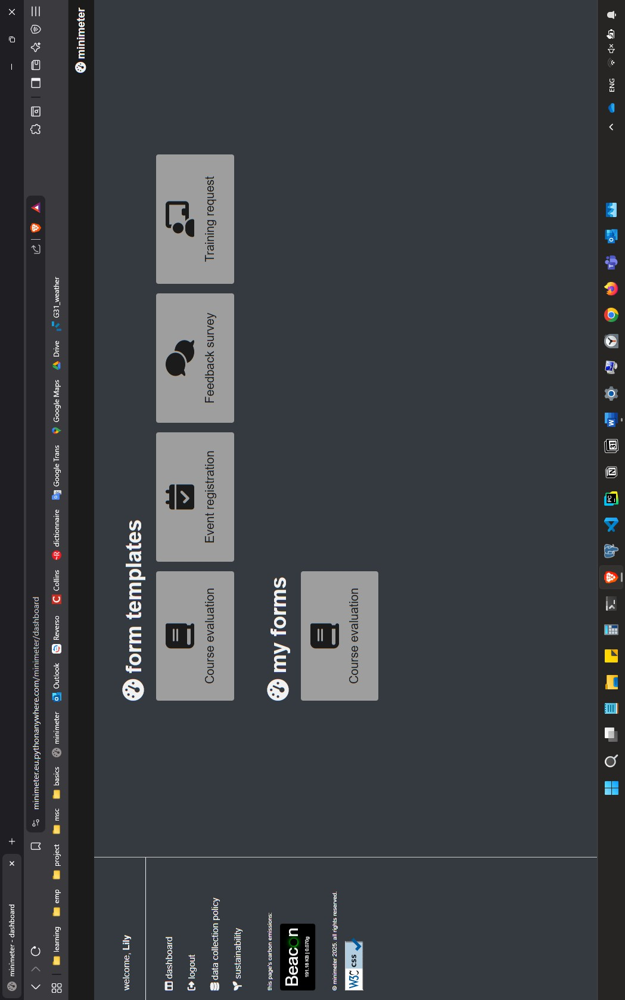 minimeter - dashboard
minimeter.eu.pythonanywhere.com/minimeter/dashboard
learning
emp
project
msc
basics
minimeter
Outlook
Reverso
Collins
dictionnaire
Google Trans
Google Maps
Drive
G31_weather
minimeter
welcome, Lily
dashboard
logout
data collection policy
sustainability
this page's carbon emissions:
Beacon
191.18 KB | 0.070g
© minimeter 2025. all rights reserved.
W3C css
form templates
Course evaluation
Event registration
Feedback survey
Training request
my forms
Course evaluation
ENG